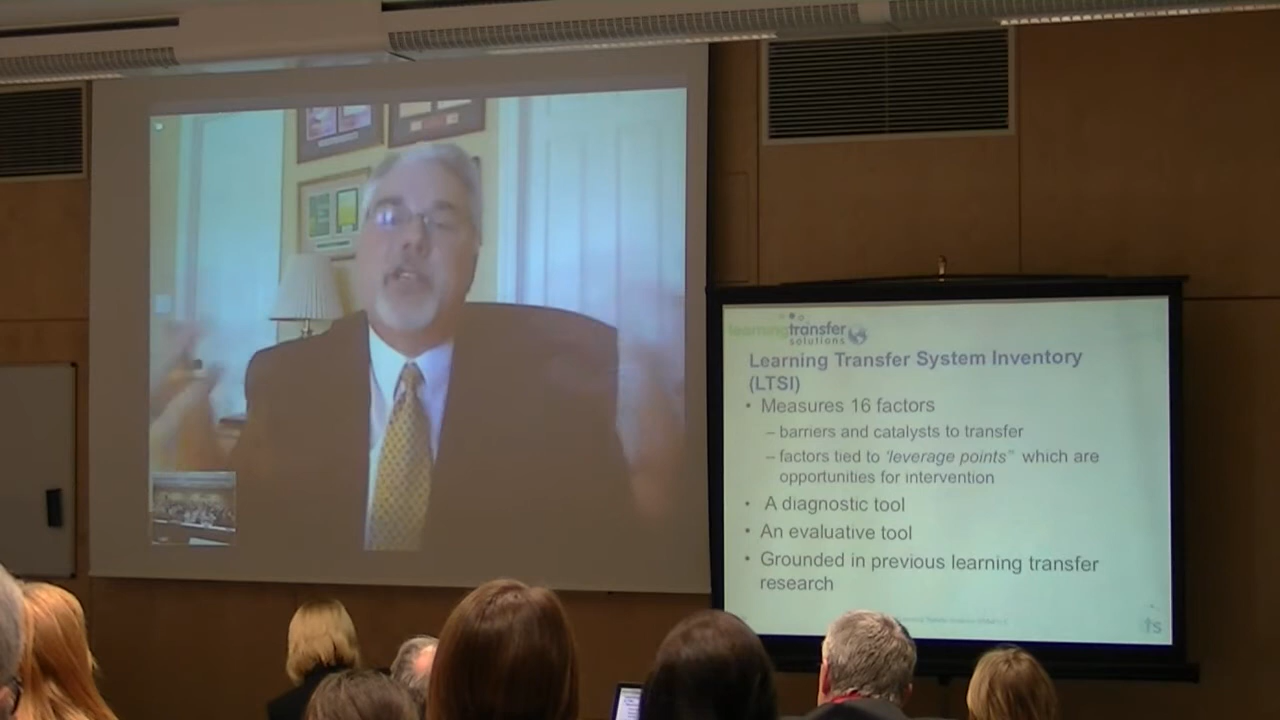 learningtransfer
solutions
Learning Transfer System Inventory
(LTSI)
• Measures 16 factors
– barriers and catalysts to transfer
– factors tied to ‘leverage points” which are
opportunities for intervention
• A diagnostic tool
• An evaluative tool
• Grounded in previous learning transfer
research
ts